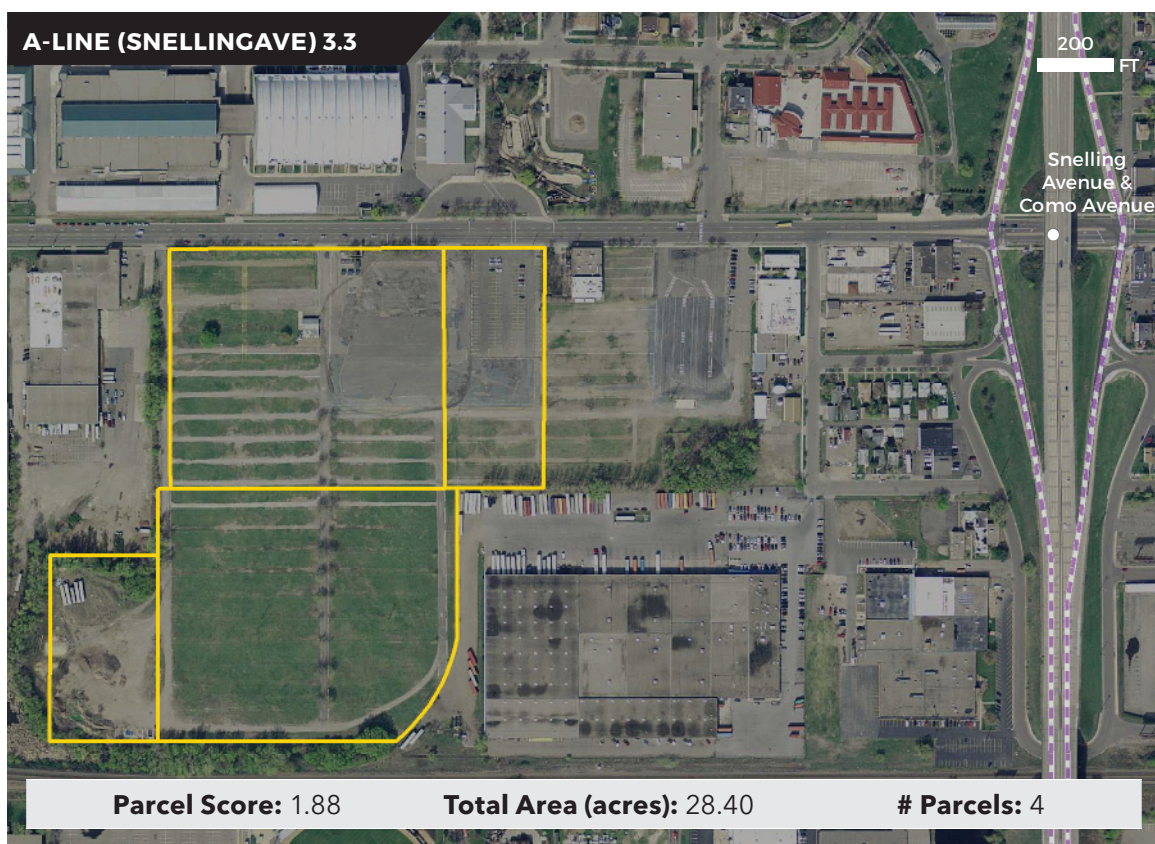 A-LINE (SNELLINGAVE) 3.3
200
FT
Snelling
Avenue &
Como Avenue
Parcel Score: 1.88 Total Area (acres): 28.40 # Parcels: 4